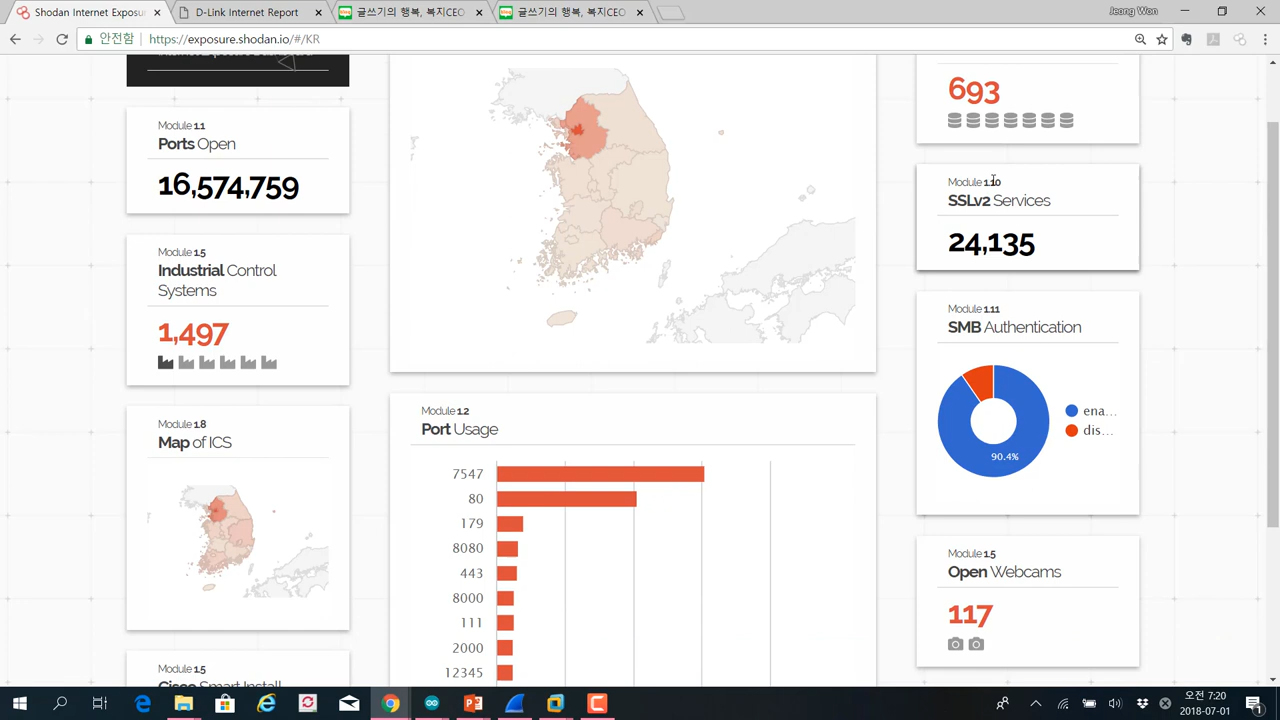 Shodan Internet Expos
D-Link Internet Report
글쓰기의 행복, 복지CEO
글쓰기의 행복, 복지CEO
Jeong Won
안전함
https://exposure.shodan.io/#/KR
Module 1.1
Ports Open
16,574,759
Module 1.5
Industrial Control
Systems
1,497
Module 1.8
Map of ICS
Module 1.5
Cisco Smart Install
Module 1.2
Port Usage
7547
80
179
8080
443
8000
111
2000
12345
693
Module 1.10
SSLv2 Services
24,135
Module 1.11
SMB Authentication
ena...
dis...
90.4%
Module 1.5
Open Webcams
117
오전 7:20
2018-07-01